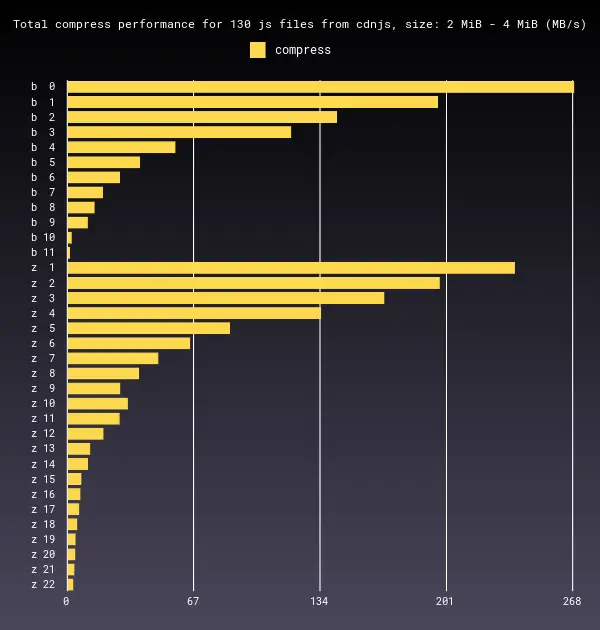 Total compress performance for 130 js files from cdnjs, size: 2 MiB - 4 MiB (MB/s)
compress
b 0
b 1
b 2
b 3
b 4
b 5
b 6
b 7
b 8
b 9
b 10
b 11
z 1
z 2
z 3
z 4
z 5
z 6
z 7
z 8
z 9
z 10
z 11
z 12
z 13
z 14
z 15
z 16
z 17
z 18
z 19
z 20
z 21
z 22
0 67 134 201 268